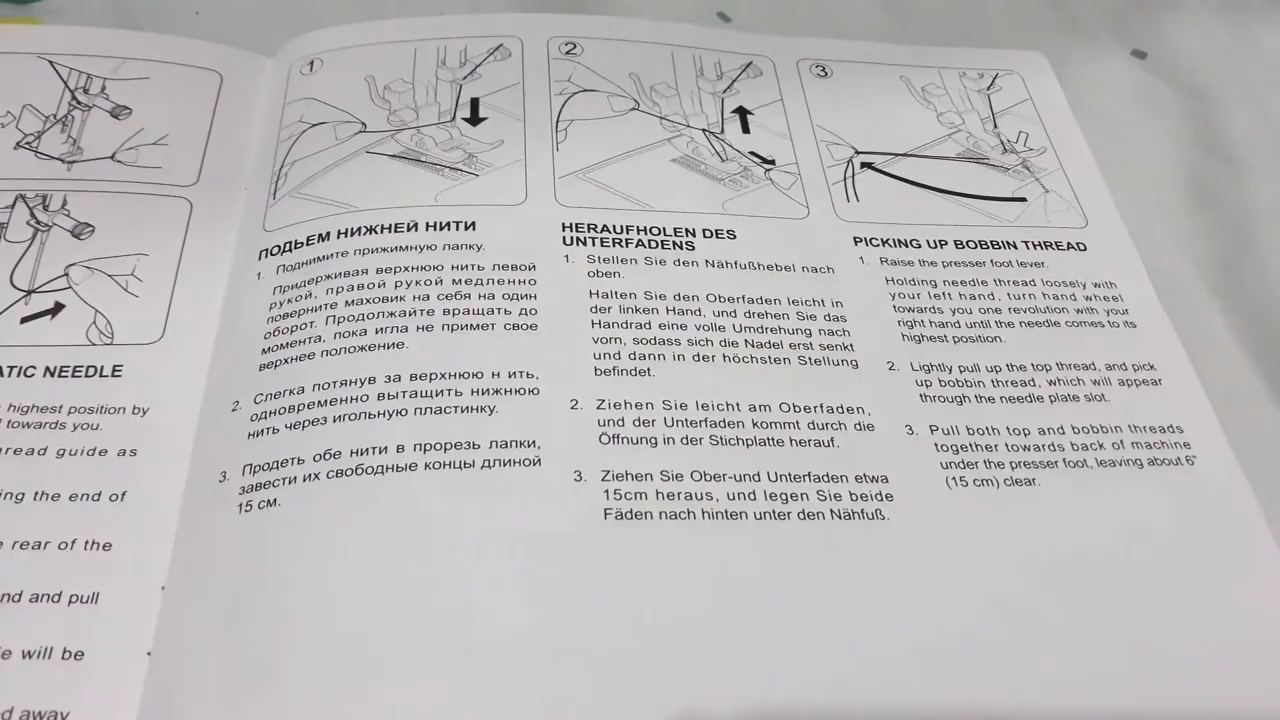 ATIC NEEDLE
highest position by
towards you.
read guide as
ing the end of
rear of the
nd and pull
e will be
ed away
1
2
3
ПОДЬЕМ НИЖНЕЙ НИТИ
1. Поднимите прижимную лапку.
Придерживая верхнюю нить левой
рукой, правой рукой медленно
поверните маховик на себя на один
оборот. Продолжайте вращать до
момента, пока игла не примет свое
верхнее положение.
2. Слегка потянув за верхнюю н ить,
одновременно вытащить нижнюю
нить через игольную пластинку.
3. Продеть обе нити в прорезь лапки,
завести их свободные концы длиной
15 см.
HERAUFHOLEN DES
UNTERFADENS
1. Stellen Sie den Nähfußhebel nach
oben.
Halten Sie den Oberfaden leicht in
der linken Hand, und drehen Sie das
Handrad eine volle Umdrehung nach
vorn, sodass sich die Nadel erst senkt
und dann in der höchsten Stellung
befindet.
2. Ziehen Sie leicht am Oberfaden,
und der Unterfaden kommt durch die
Öffnung in der Stichplatte herauf.
3. Ziehen Sie Ober-und Unterfaden etwa
15cm heraus, und legen Sie beide
Fäden nach hinten unter den Nähfuß.
PICKING UP BOBBIN THREAD
1. Raise the presser foot lever.
Holding needle thread loosely with
your left hand, turn hand wheel
towards you one revolution with your
right hand until the needle comes to its
highest position.
2. Lightly pull up the top thread, and pick
up bobbin thread, which will appear
through the needle plate slot.
3. Pull both top and bobbin threads
together towards back of machine
under the presser foot, leaving about 6"
(15 cm) clear.